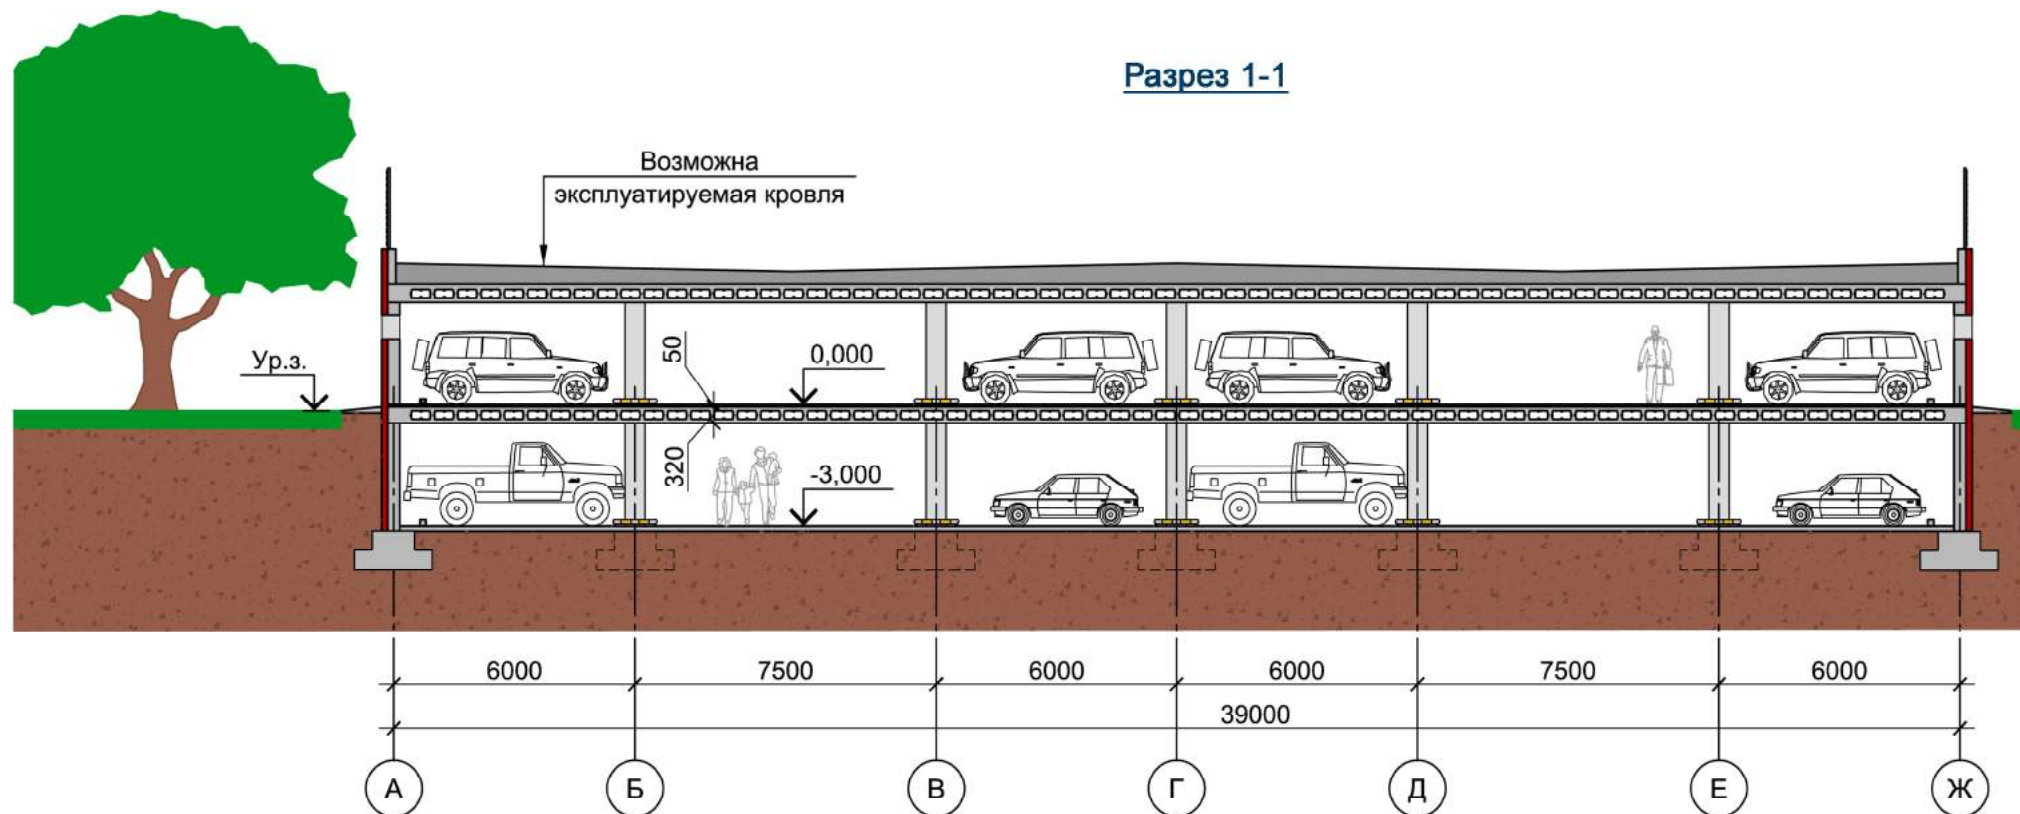 Разрез 1-1
Возможна
эксплуатируемая кровля
Ур.з.
50
0,000
320
-3,000
6000 7500 6000 6000 7500 6000
39000
А Б В Г Д Е Ж